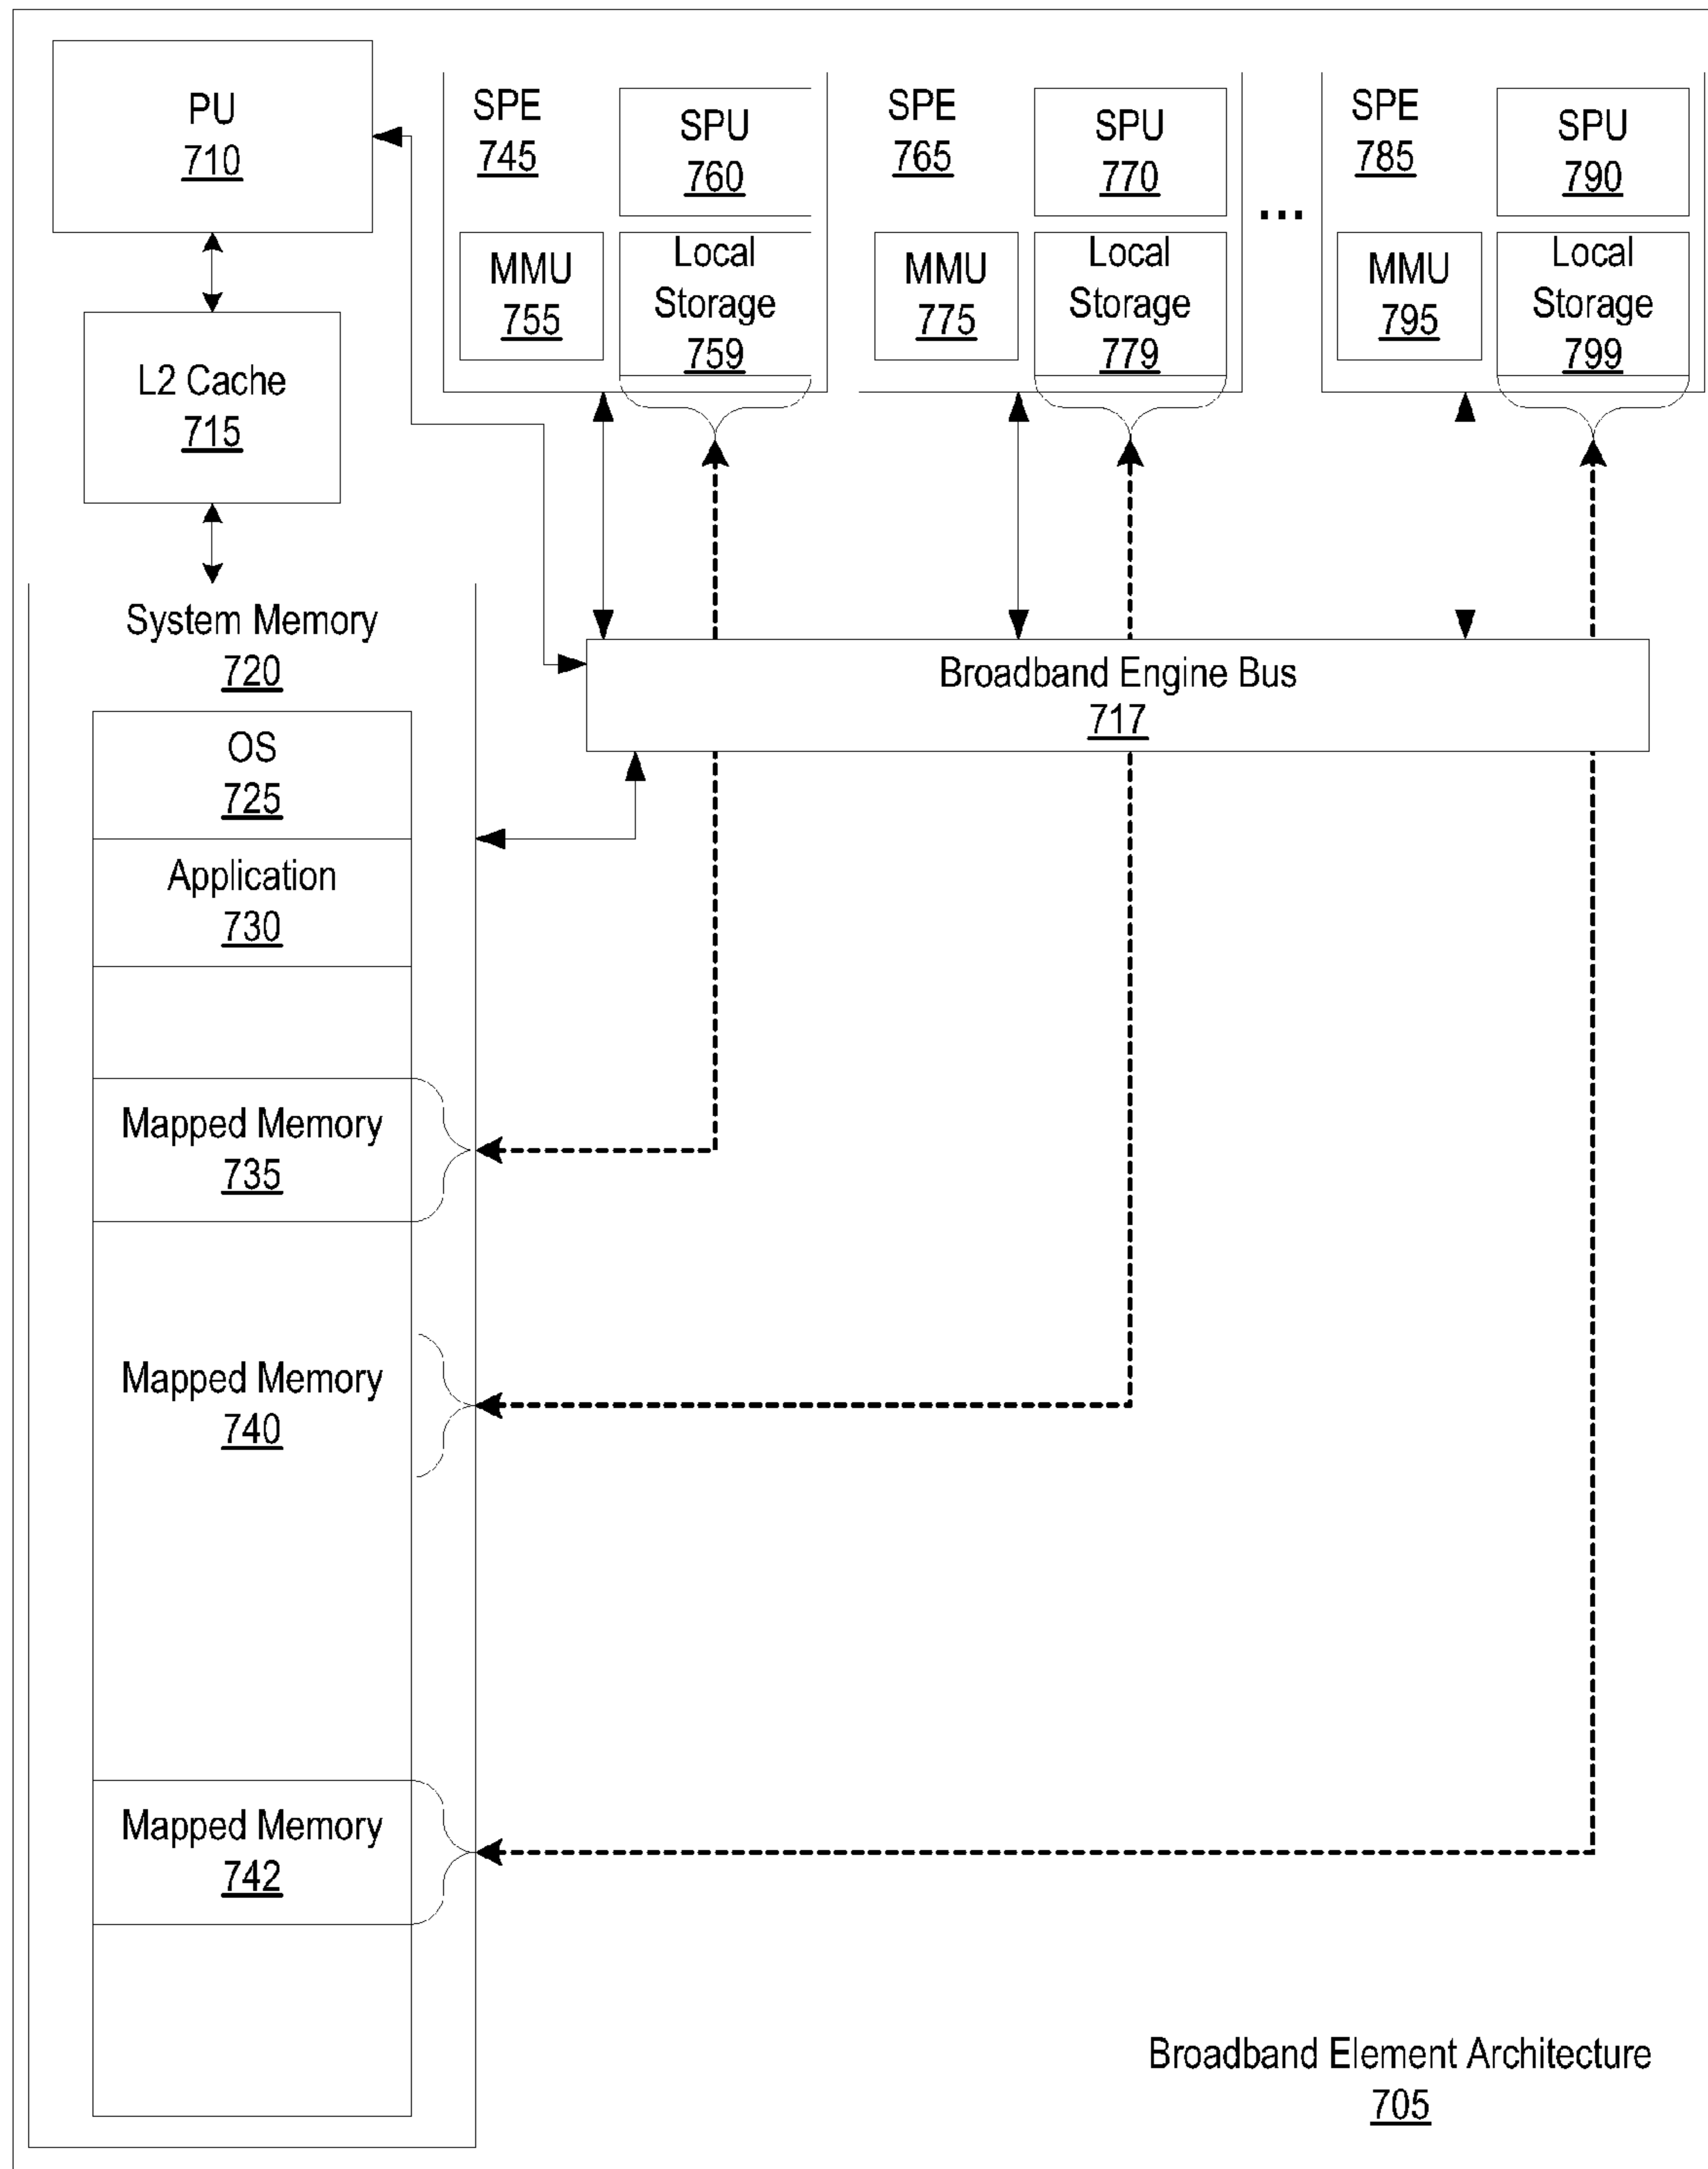 PU
710
L2 Cache
715
SPE
745
SPU
760
MMU
755
Local
Storage
759
SPE
765
SPU
770
MMU
775
Local
Storage
779
...
SPE
785
SPU
790
MMU
795
Local
Storage
799
System Memory
720
OS
725
Application
730
Mapped Memory
735
Mapped Memory
740
Mapped Memory
742
Broadband Engine Bus
717
Broadband Element Architecture
705